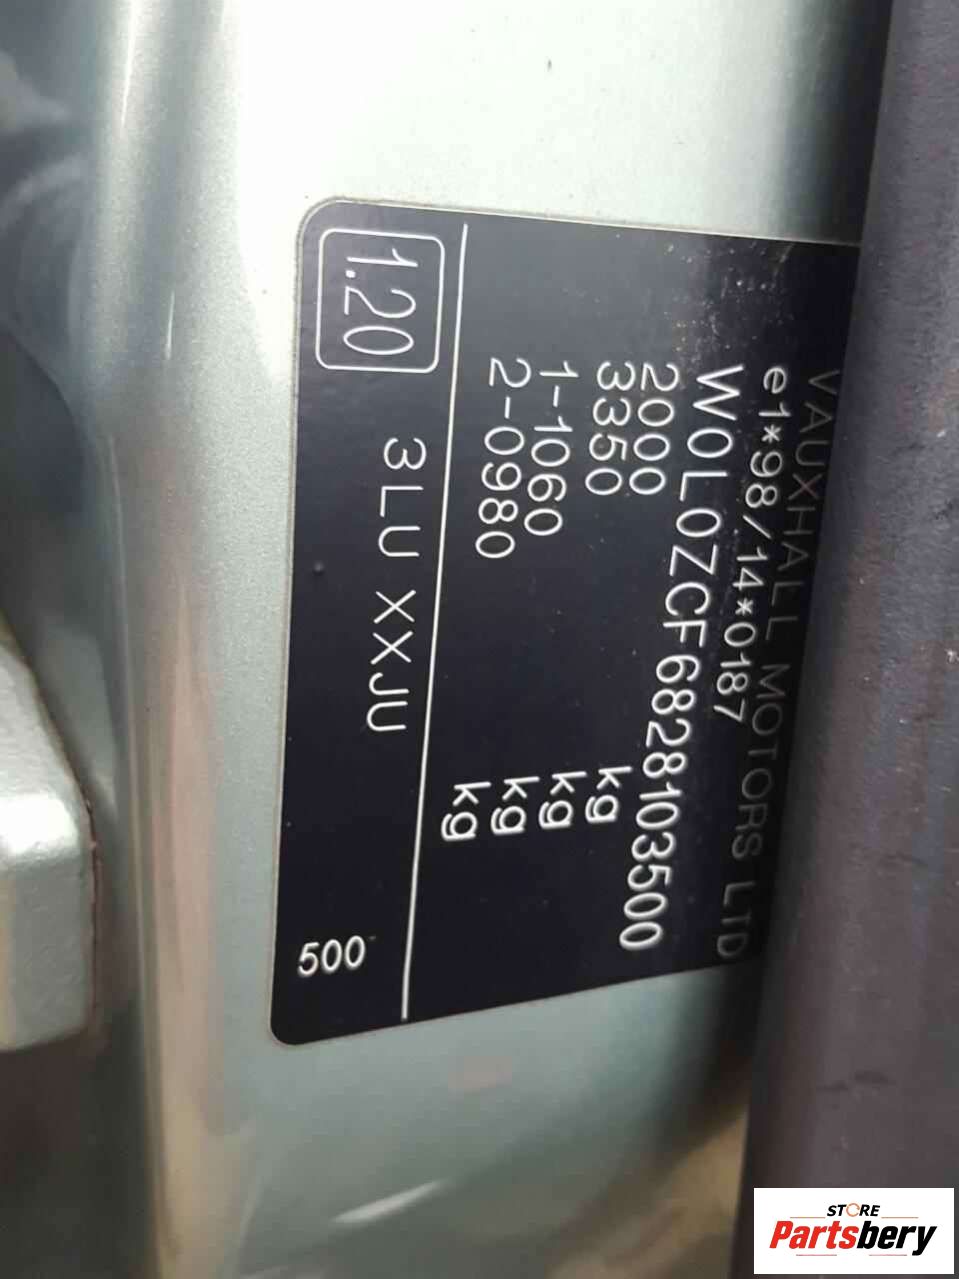 VAUXHALL MOTORS LTD
e1*98/14*0187
W0L0ZCF6828103500
2000 kg
3350 kg
1-1060 kg
2-0980 kg
1.20 3LU XXJU 500
STORE
Partsbery